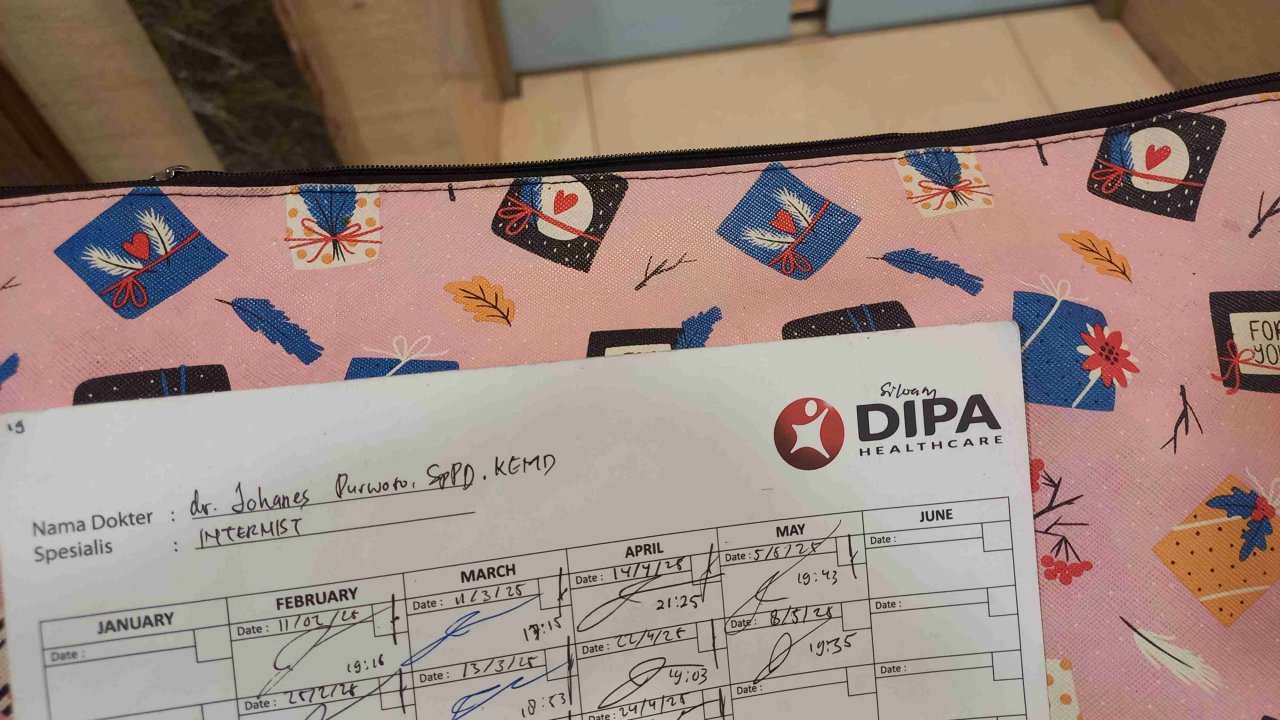 Silvan
DIPA
HEALTHCARE
Nama Dokter : dr. Johanes Purwoto, SpPD. KEMD
Spesialis : INTERMIST
JANUARY
FEBRUARY
MARCH
APRIL
MAY
JUNE
Date :
Date : 11/02/25
19:16
Date : 25/2/25
Date : 11/3/25
19:15
Date : 13/3/25
18:53
Date : 14/4/25
21:25
Date : 22/4/25
19:03
Date : 24/4/25
Date : 5/5/25
19:43
Date : 8/5/25
19:35
Date :
Date :
Date :
Date :
FOR
YOU